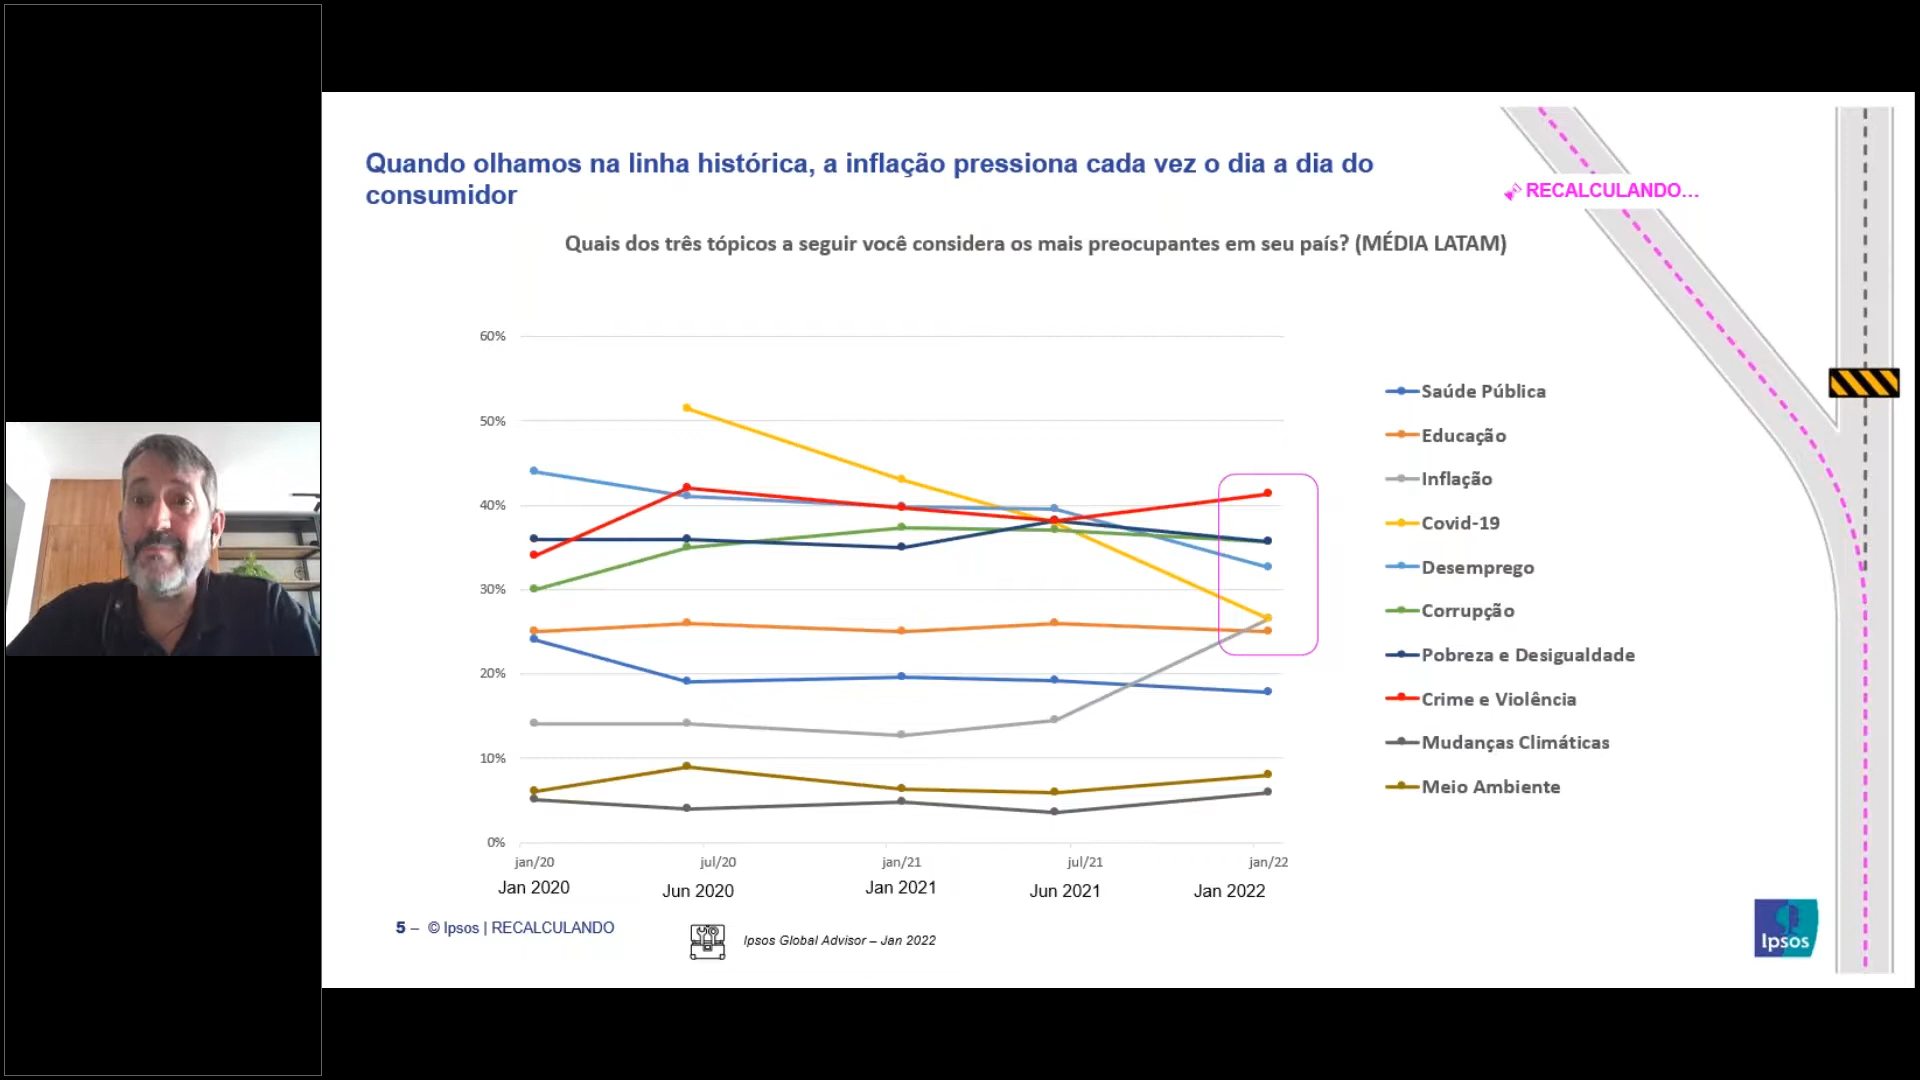 Quando olhamos na linha histórica, a inflação pressiona cada vez o dia a dia do
consumidor
RECALCULANDO...
Quais dos três tópicos a seguir você considera os mais preocupantes em seu país? (MÉDIA LATAM)
60%
50%
40%
30%
20%
10%
0%
jan/20
jul/20
jan/21
jul/21
jan/22
Jan 2020
Jun 2020
Jan 2021
Jun 2021
Jan 2022
Saúde Pública
Educação
Inflação
Covid-19
Desemprego
Corrupção
Pobreza e Desigualdade
Crime e Violência
Mudanças Climáticas
Meio Ambiente
5 – © Ipsos | RECALCULANDO
Ipsos Global Advisor – Jan 2022
Ipsos